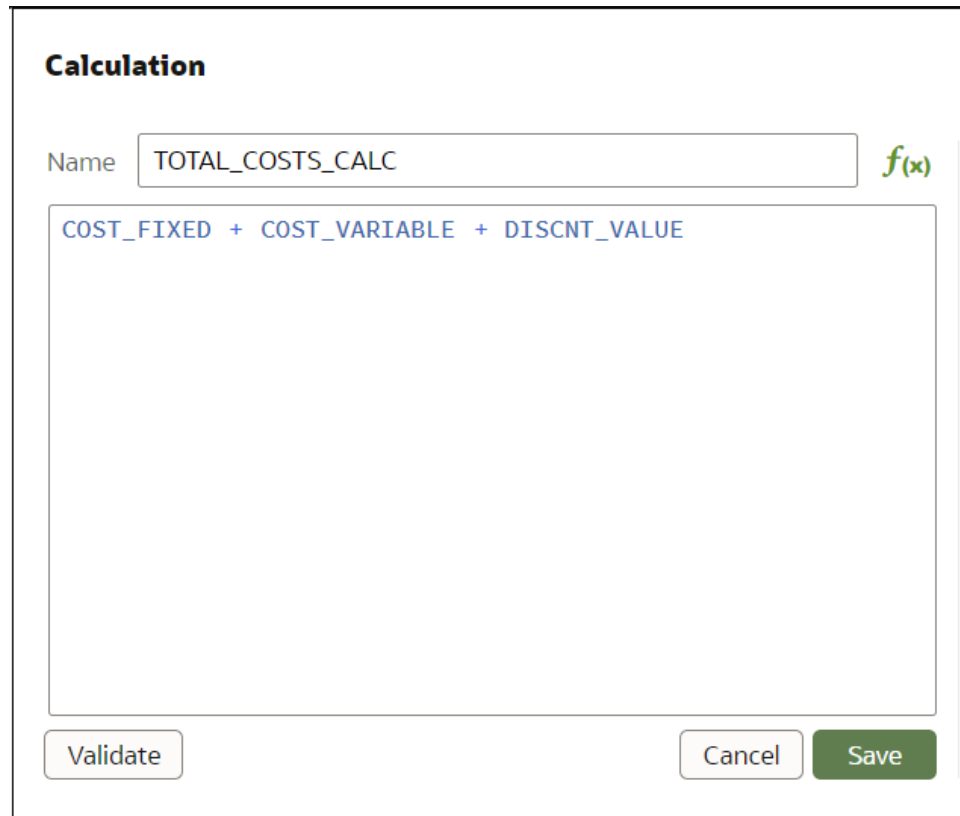 Calculation
Name TOTAL_COSTS_CALC f(x)
COST_FIXED + COST_VARIABLE + DISCNT_VALUE
Validate Cancel Save